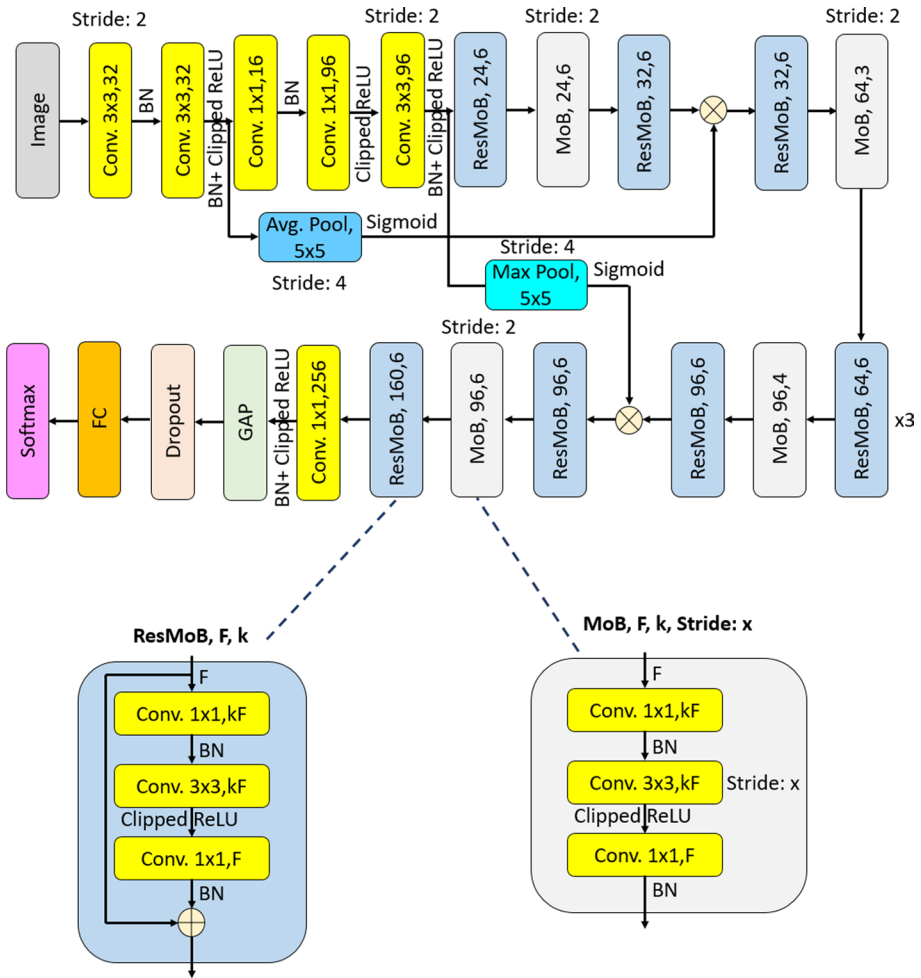 Stride: 2
Stride: 2
Stride: 2
Stride: 2
Image
Conv. 3x3,32
BN
Conv. 3x3,32
BN+ Clipped ReLU
Conv. 1x1,16
BN
Conv. 1x1,96
Clipped ReLU
Conv. 3x3,96
BN+ Clipped ReLU
ResMoB, 24,6
MoB, 24,6
ResMoB, 32,6
ResMoB, 32,6
MoB, 64,3
Avg. Pool,
5x5
Sigmoid
Stride: 4
Stride: 4
Max Pool,
5x5
Sigmoid
Stride: 2
Softmax
FC
Dropout
GAP
BN+ Clipped ReLU
Conv. 1x1,256
ResMoB, 160,6
MoB, 96,6
ResMoB, 96,6
ResMoB, 96,6
MoB, 96,4
ResMoB, 64,6
x3
ResMoB, F, k
F
Conv. 1x1,kF
BN
Conv. 3x3,kF
Clipped ReLU
Conv. 1x1,F
BN
MoB, F, k, Stride: x
F
Conv. 1x1,kF
BN
Conv. 3x3,kF
Stride: x
Clipped ReLU
Conv. 1x1,F
BN